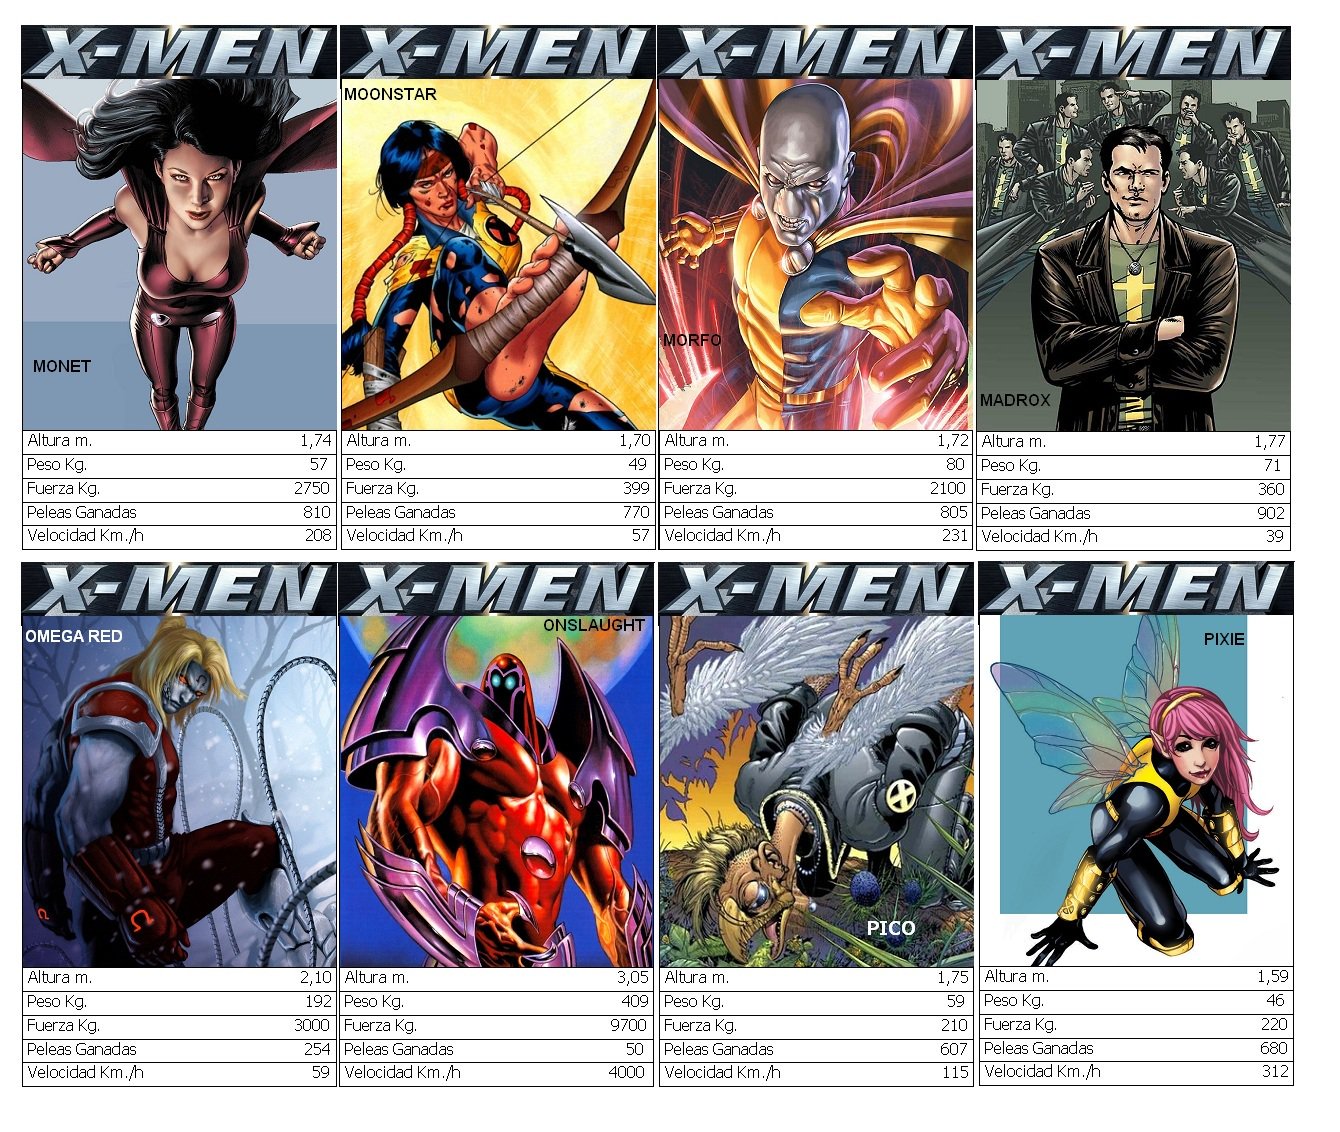 X-MEN
MONET
Altura m. 1,74
Peso Kg. 57
Fuerza Kg. 2750
Peleas Ganadas 810
Velocidad Km./h 208
X-MEN
MOONSTAR
Altura m. 1,70
Peso Kg. 49
Fuerza Kg. 399
Peleas Ganadas 770
Velocidad Km./h 57
X-MEN
MORFO
Altura m. 1,72
Peso Kg. 80
Fuerza Kg. 2100
Peleas Ganadas 805
Velocidad Km./h 231
X-MEN
MADROX
Altura m. 1,77
Peso Kg. 71
Fuerza Kg. 360
Peleas Ganadas 902
Velocidad Km./h 39
X-MEN
OMEGA RED
Altura m. 2,10
Peso Kg. 192
Fuerza Kg. 3000
Peleas Ganadas 254
Velocidad Km./h 59
X-MEN
ONSLAUGHT
Altura m. 3,05
Peso Kg. 409
Fuerza Kg. 9700
Peleas Ganadas 50
Velocidad Km./h 4000
X-MEN
PICO
Altura m. 1,75
Peso Kg. 59
Fuerza Kg. 210
Peleas Ganadas 607
Velocidad Km./h 115
X-MEN
PIXIE
Altura m. 1,59
Peso Kg. 46
Fuerza Kg. 220
Peleas Ganadas 680
Velocidad Km./h 312